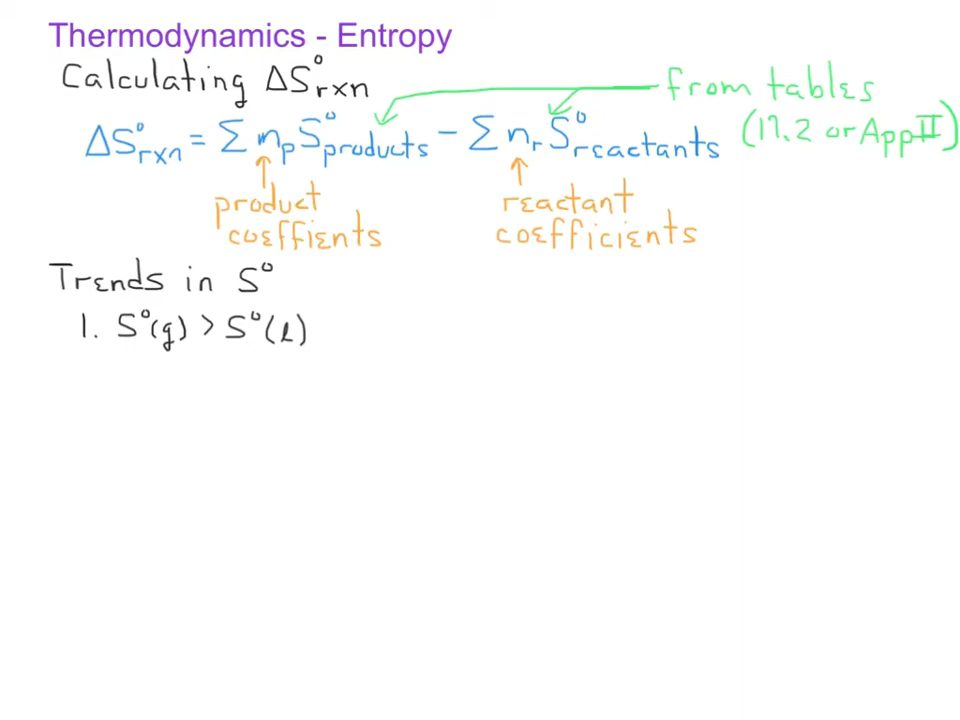 Thermodynamics - Entropy
Calculating ΔS°rxn
from tables
ΔS°rxn = Σ npS°products - Σ nrS°reactants (17.2 or App II)
product reactant
coeffients coefficients
Trends in S°
1. S°(g) > S°(l)